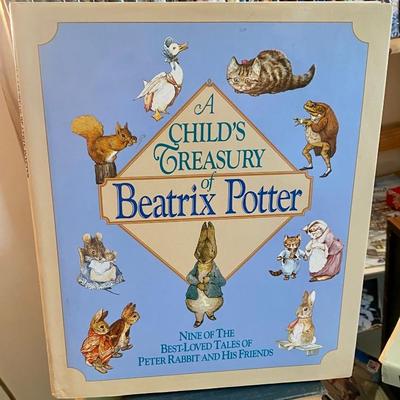 A
CHILD'S
TREASURY
of
Beatrix Potter
NINE OF THE
BEST-LOVED TALES OF
PETER RABBIT AND HIS FRIENDS